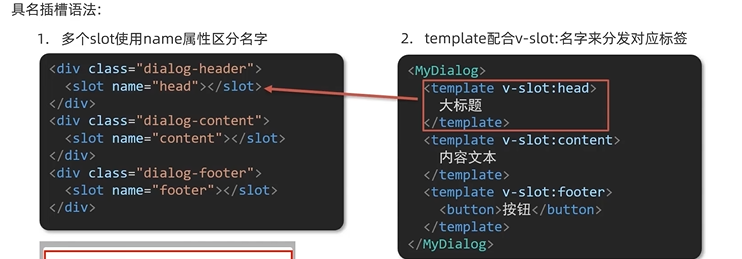 具名插槽语法：
1. 多个slot使用name属性区分名字
<div class="dialog-header">
<slot name="head"></slot>
</div>
<div class="dialog-content">
<slot name="content"></slot>
</div>
<div class="dialog-footer">
<slot name="footer"></slot>
</div>
2. template配合v-slot:名字来分发对应标签
<MyDialog>
<template v-slot:head>
大标题
</template>
<template v-slot:content>
内容文本
</template>
<template v-slot:footer>
<button>按钮</button>
</template>
</MyDialog>